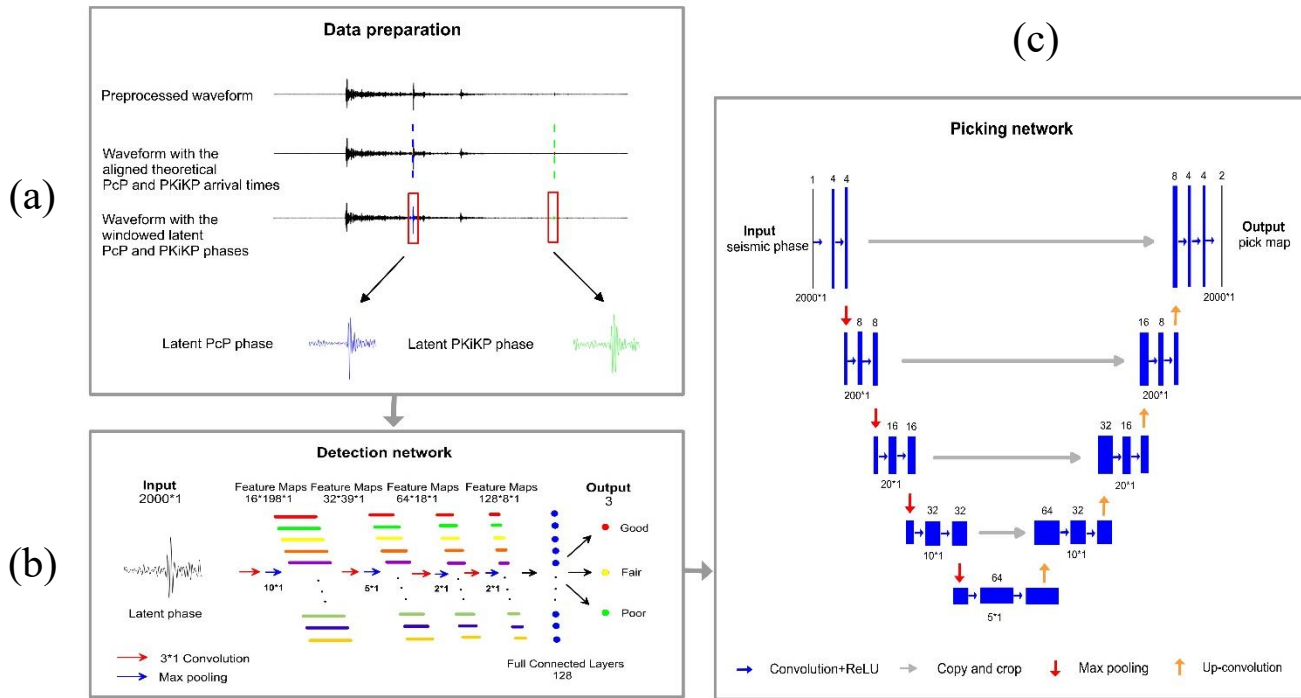 (a)
Data preparation
Preprocessed waveform
Waveform with the
aligned theoretical
PcP and PKiKP arrival times
Waveform with the
windowed latent
PcP and PKiKP phases
Latent PcP phase
Latent PKiKP phase
(b)
Detection network
Input
2000*1
Feature Maps
16*198*1
Feature Maps
32*39*1
Feature Maps
64*18*1
Feature Maps
128*8*1
Output
3
Good
Fair
Poor
10*1
5*1
2*1
2*1
Latent phase
3*1 Convolution
Max pooling
Full Connected Layers
128
(c)
Picking network
1 4 4
8 4 4 2
Input
seismic phase
Output
pick map
2000*1
2000*1
8 8
16 8
200*1
200*1
16 16
32 16
20*1
20*1
32 32
64 32
10*1
10*1
64
5*1
Convolution+ReLU
Copy and crop
Max pooling
Up-convolution